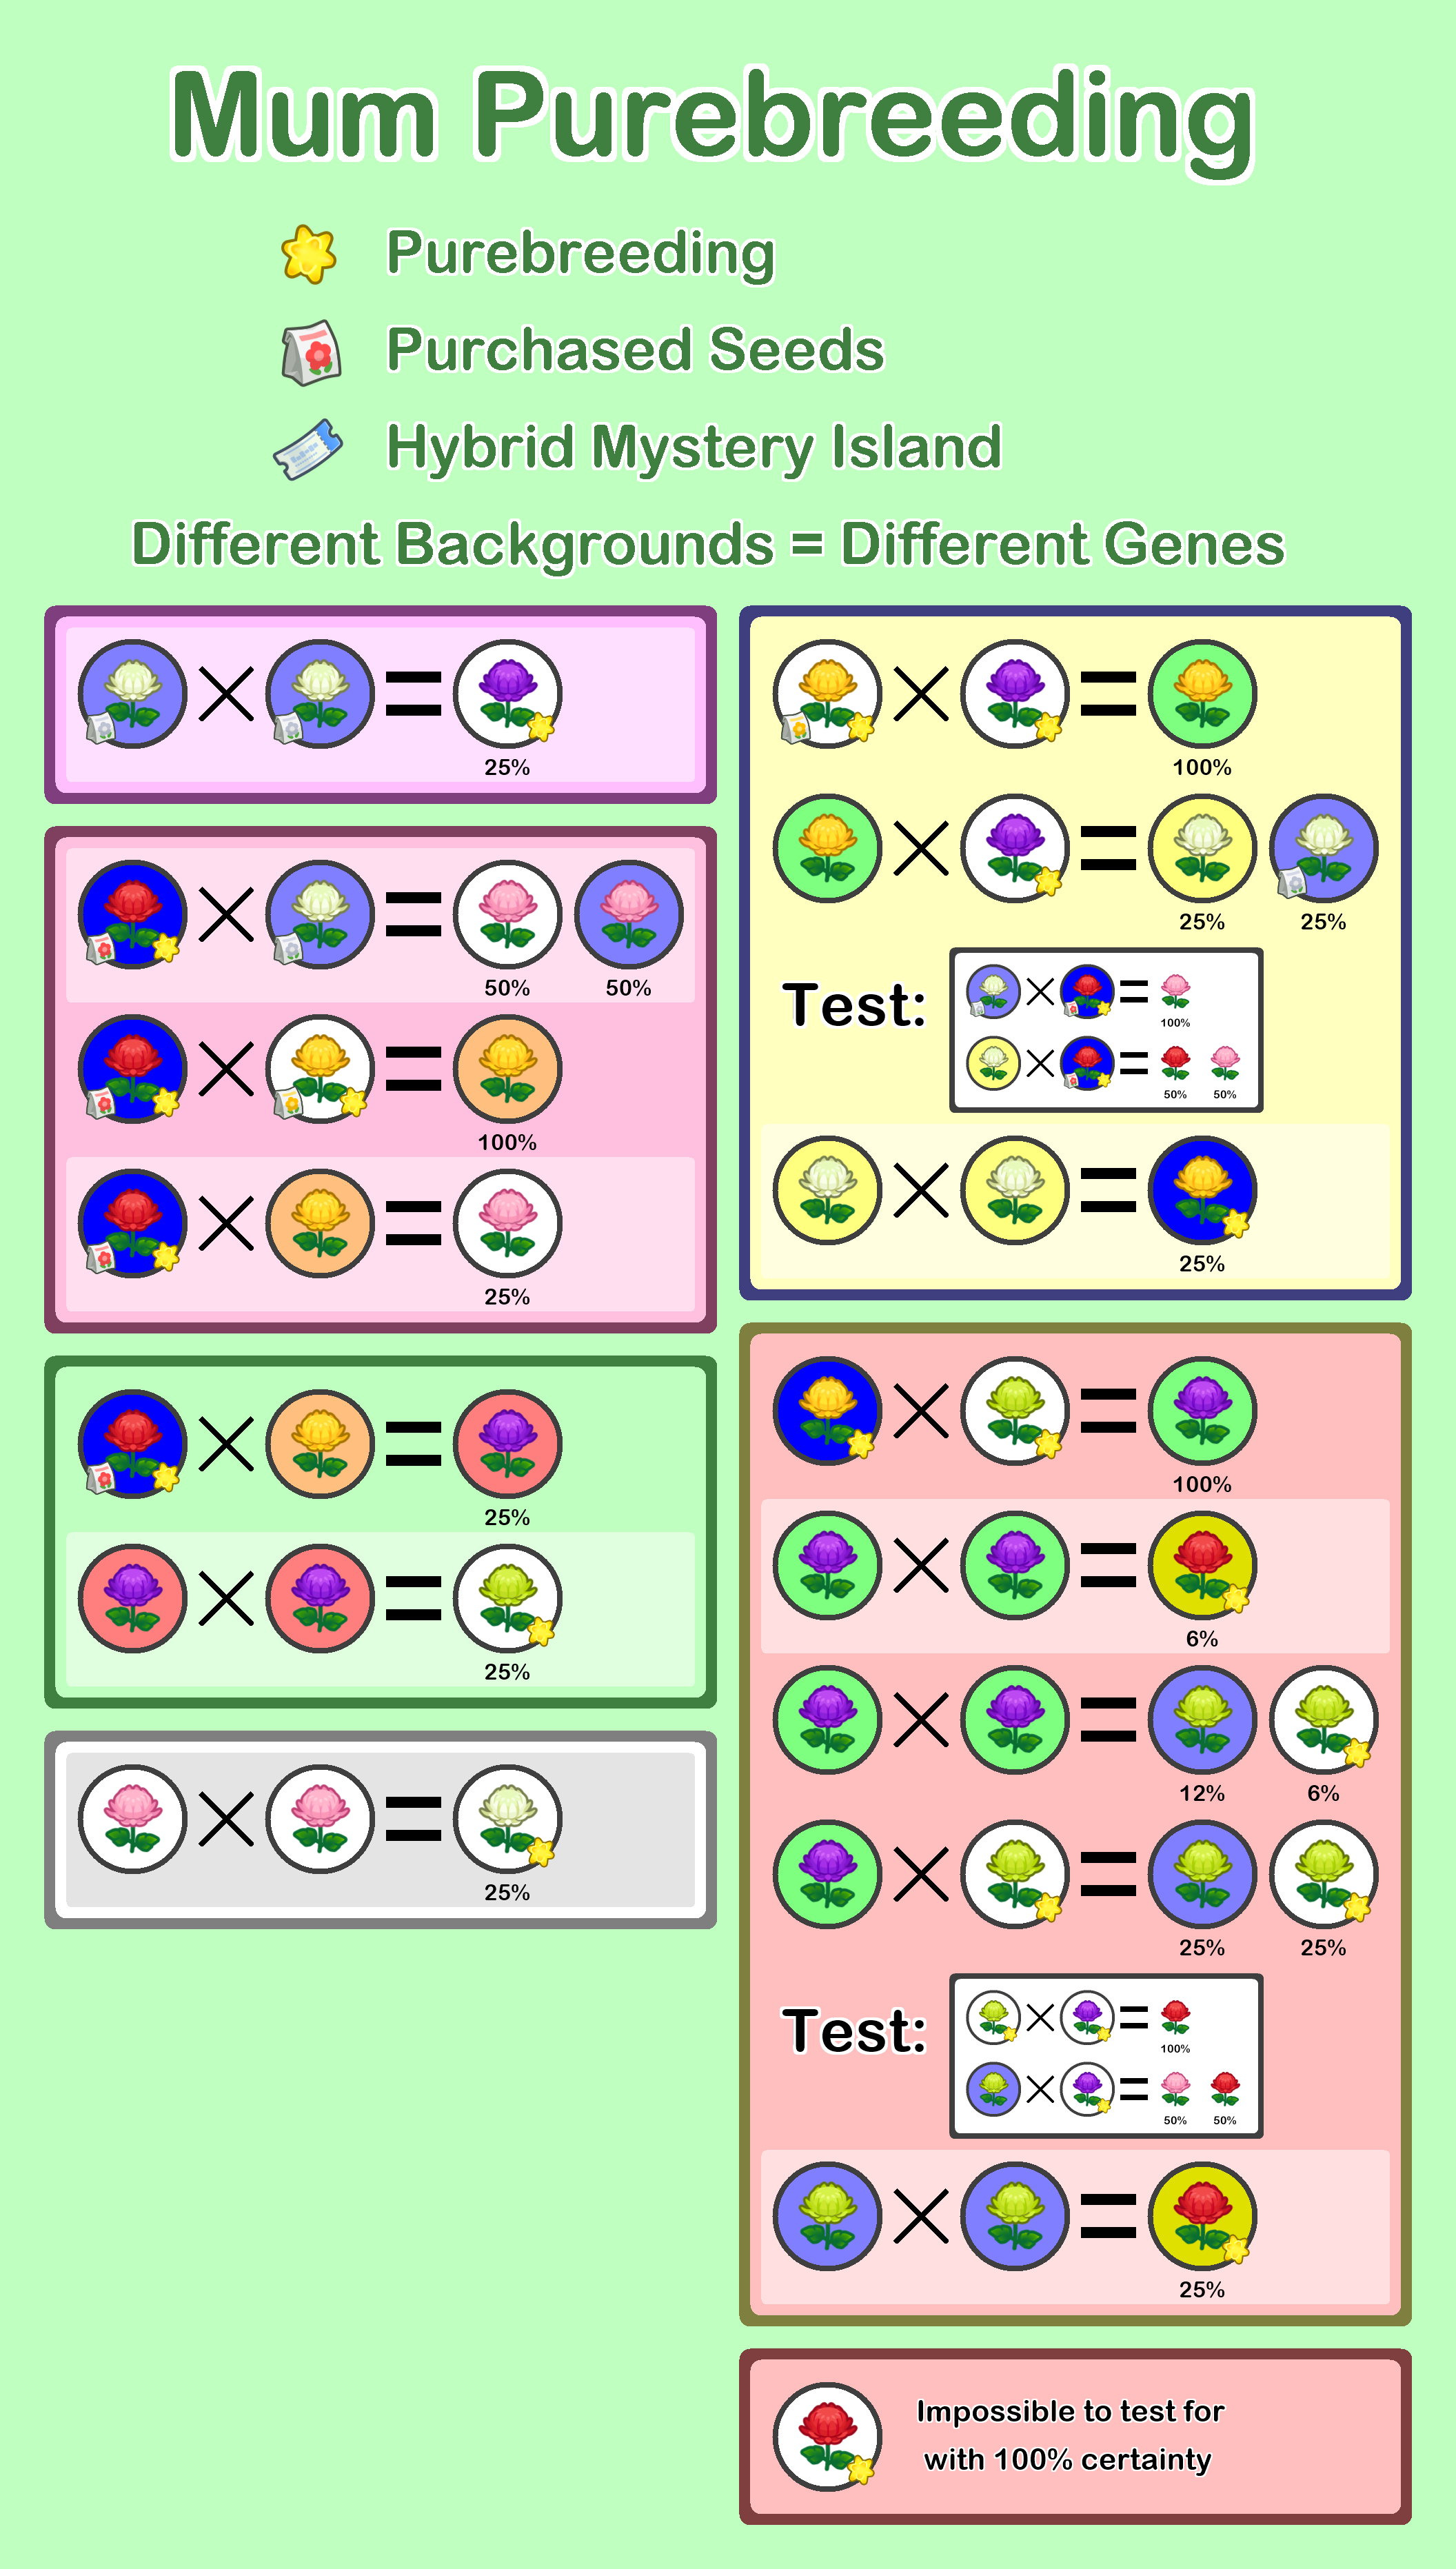 Mum Purebreeding
Purebreeding
Purchased Seeds
Hybrid Mystery Island
Different Backgrounds = Different Genes
25%
50% 50%
100%
25%
25%
25%
25%
100%
25% 25%
Test:
100%
50% 50%
25%
100%
6%
12% 6%
25% 25%
Test:
100%
50% 50%
25%
Impossible to test for
with 100% certainty